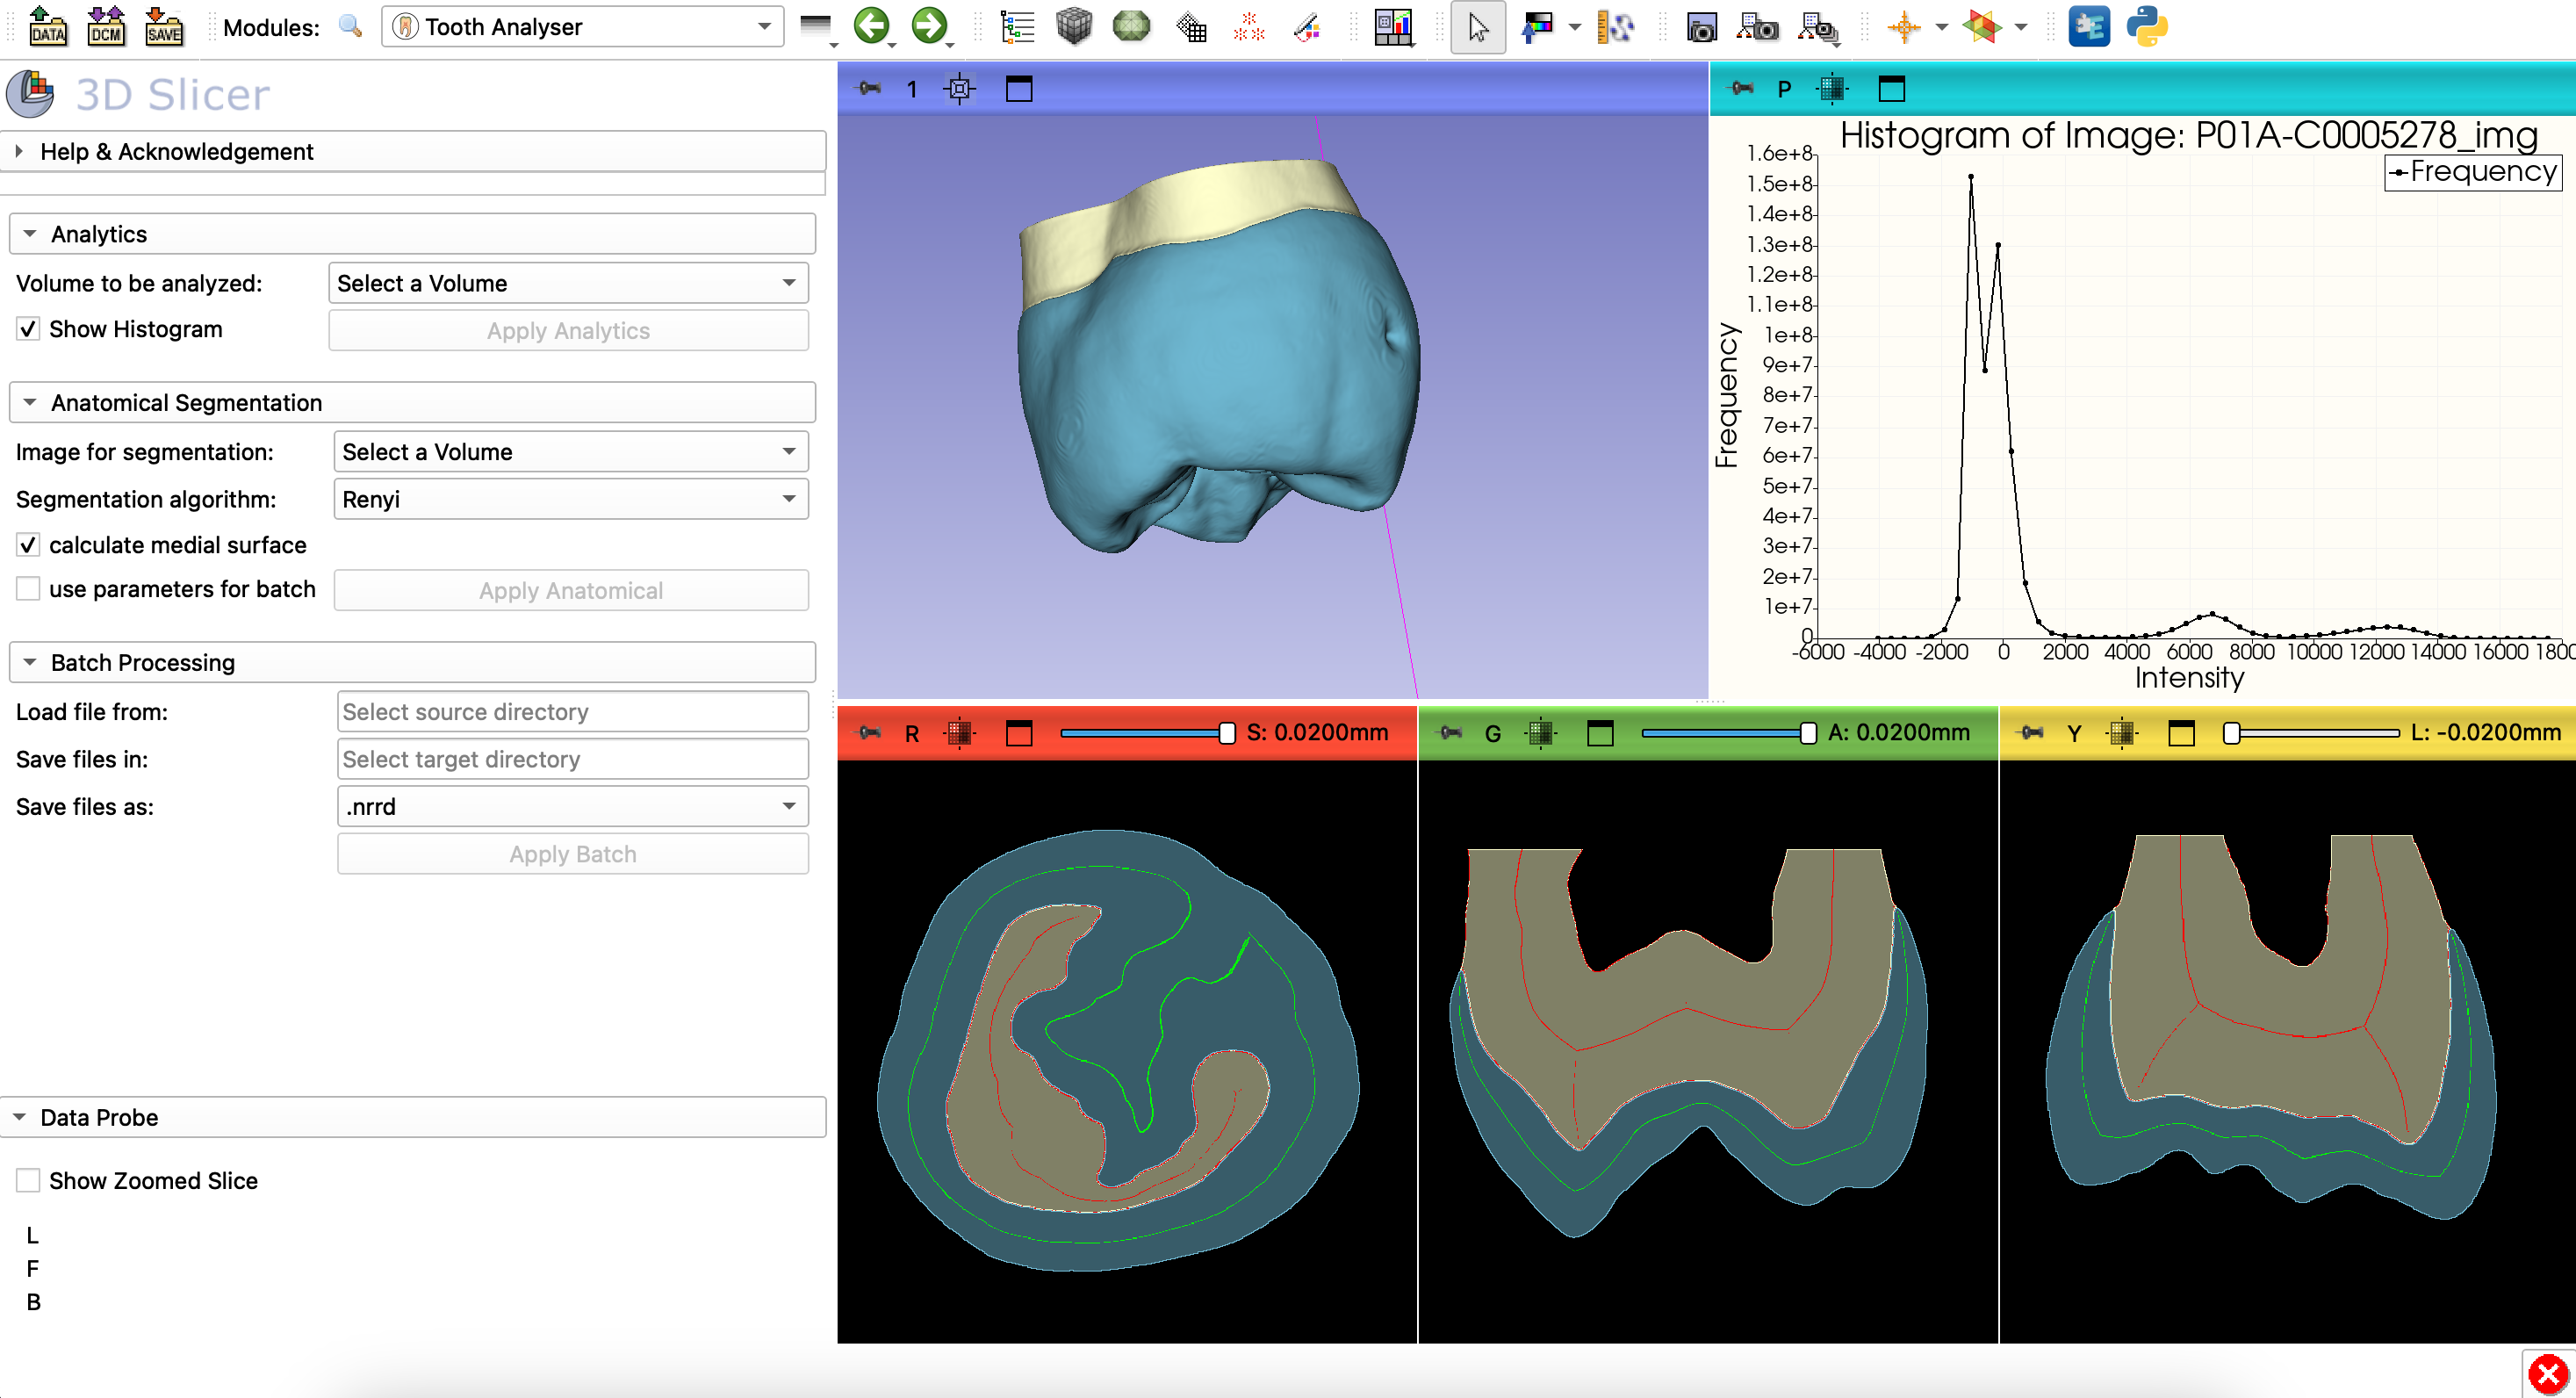 DATA DCM SAVE Modules: Tooth Analyser
3D Slicer
Help & Acknowledgement
Analytics
Volume to be analyzed: Select a Volume
Show Histogram Apply Analytics
Anatomical Segmentation
Image for segmentation: Select a Volume
Segmentation algorithm: Renyi
calculate medial surface
use parameters for batch Apply Anatomical
Batch Processing
Load file from: Select source directory
Save files in: Select target directory
Save files as: .nrrd
Apply Batch
Data Probe
Show Zoomed Slice
L
F
B
1
P
Histogram of Image: P01A-C0005278_img
Frequency
1.6e+8
1.5e+8
1.4e+8
1.3e+8
1.2e+8
1.1e+8
1e+8
9e+7
8e+7
7e+7
6e+7
5e+7
4e+7
3e+7
2e+7
1e+7
0
Frequency
-6000 -4000 -2000 0 2000 4000 6000 8000 10000 12000 14000 16000 1800
Intensity
R S: 0.0200mm
G A: 0.0200mm
Y L: -0.0200mm